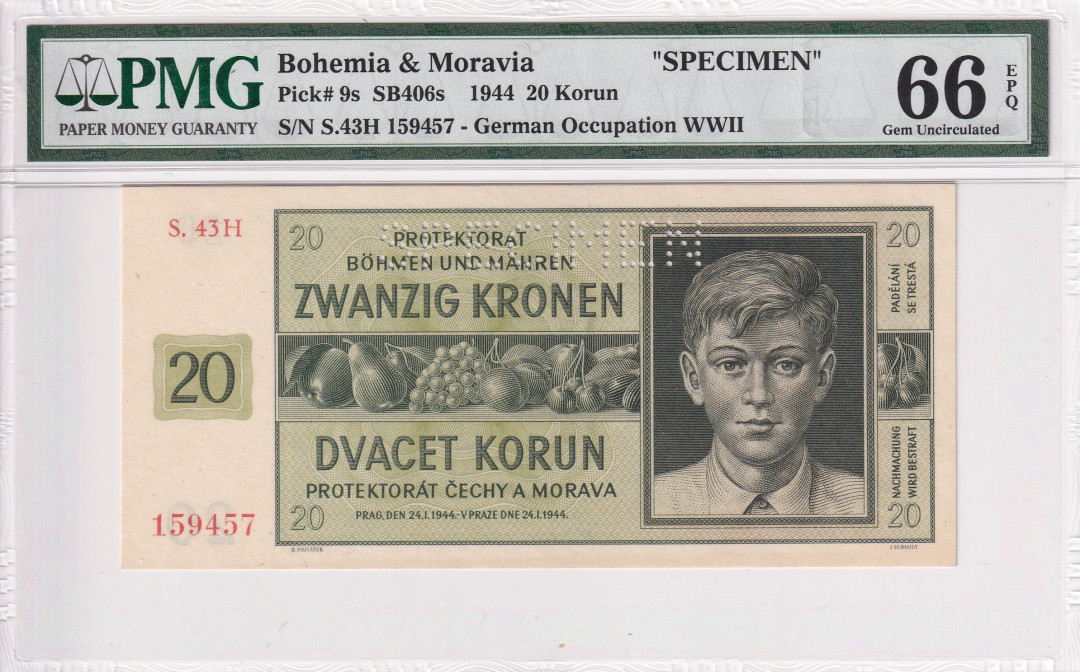 PMG
PAPER MONEY GUARANTY
Bohemia & Moravia "SPECIMEN"
Pick# 9s SB406s 1944 20 Korun
S/N S.43H 159457 - German Occupation WWII
66
EPQ
Gem Uncirculated
S. 43H
20
SPECIMEN
20
PROTEKTORAT
BÖHMEN UND MÄHREN
ZWANZIG KRONEN
PADĚLÁNÍ
SE TRESTÁ
20
DVACET KORUN
PROTEKTORÁT ČECHY A MORAVA
NACHMACHUNG
WIRD BESTRAFT
159457
20
PRAG, DEN 24.I.1944.-V PRAZE DNE 24.I.1944.
20
J. SCHMIDT